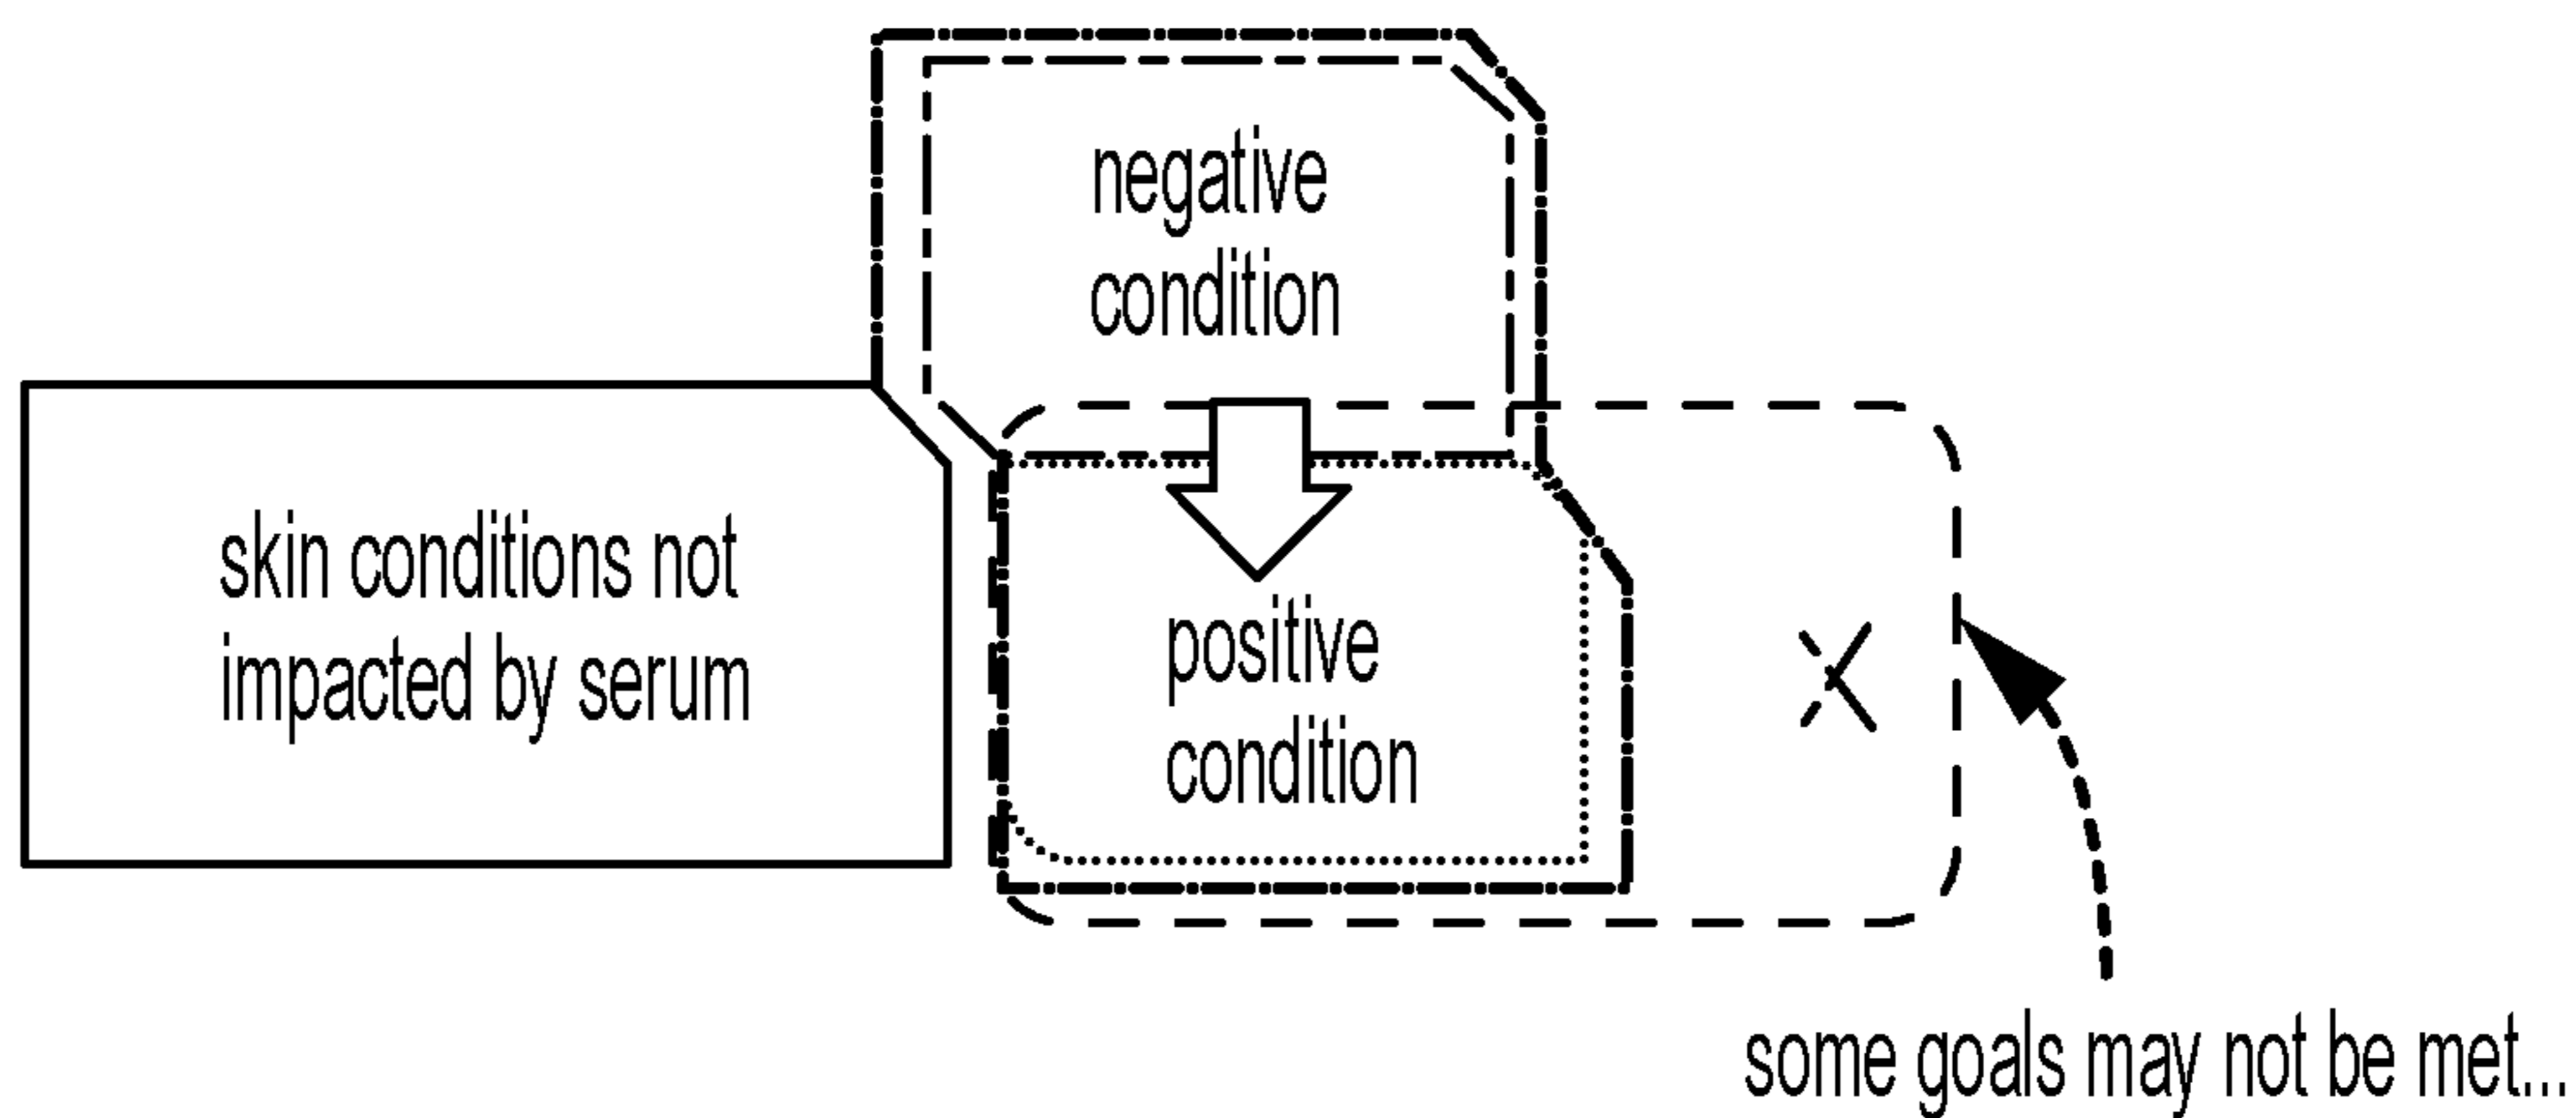 negative
condition
skin conditions not
impacted by serum
positive
condition
some goals may not be met...